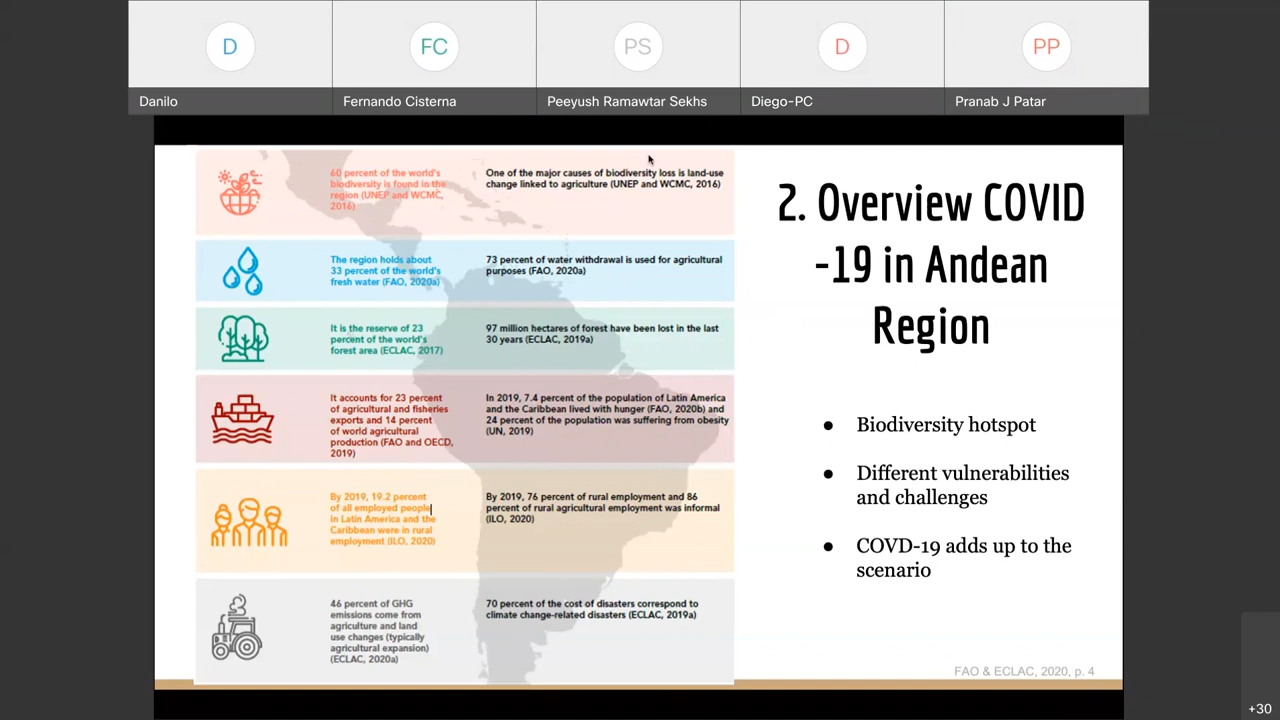 D
FC
PS
D
PP
Danilo
Fernando Cisterna
Peeyush Ramawtar Sekhs
Diego-PC
Pranab J Patar
60 percent of the world's
biodiversity is found in the
region (UNEP and WCMC,
2016)
One of the major causes of biodiversity loss is land-use
change linked to agriculture (UNEP and WCMC, 2016)
The region holds about
33 percent of the world's
fresh water (FAO, 2020a)
73 percent of water withdrawal is used for agricultural
purposes (FAO, 2020a)
It is the reserve of 23
percent of the world's
forest area (ECLAC, 2017)
97 million hectares of forest have been lost in the last
30 years (ECLAC, 2019a)
It accounts for 23 percent
of agricultural and fisheries
exports and 14 percent
of world agricultural
production (FAO and OECD,
2019)
In 2019, 7.4 percent of the population of Latin America
and the Caribbean lived with hunger (FAO, 2020b) and
24 percent of the population was suffering from obesity
(UN, 2019)
By 2019, 19.2 percent
of all employed people
in Latin America and the
Caribbean were in rural
employment (ILO, 2020)
By 2019, 76 percent of rural employment and 86
percent of rural agricultural employment was informal
(ILO, 2020)
46 percent of GHG
emissions come from
agriculture and land
use changes (typically
agricultural expansion)
(ECLAC, 2020a)
70 percent of the cost of disasters correspond to
climate change-related disasters (ECLAC, 2019a)
2. Overview COVID
-19 in Andean
Region
● Biodiversity hotspot
● Different vulnerabilities
and challenges
● COVD-19 adds up to the
scenario
FAO & ECLAC, 2020, p. 4
+30